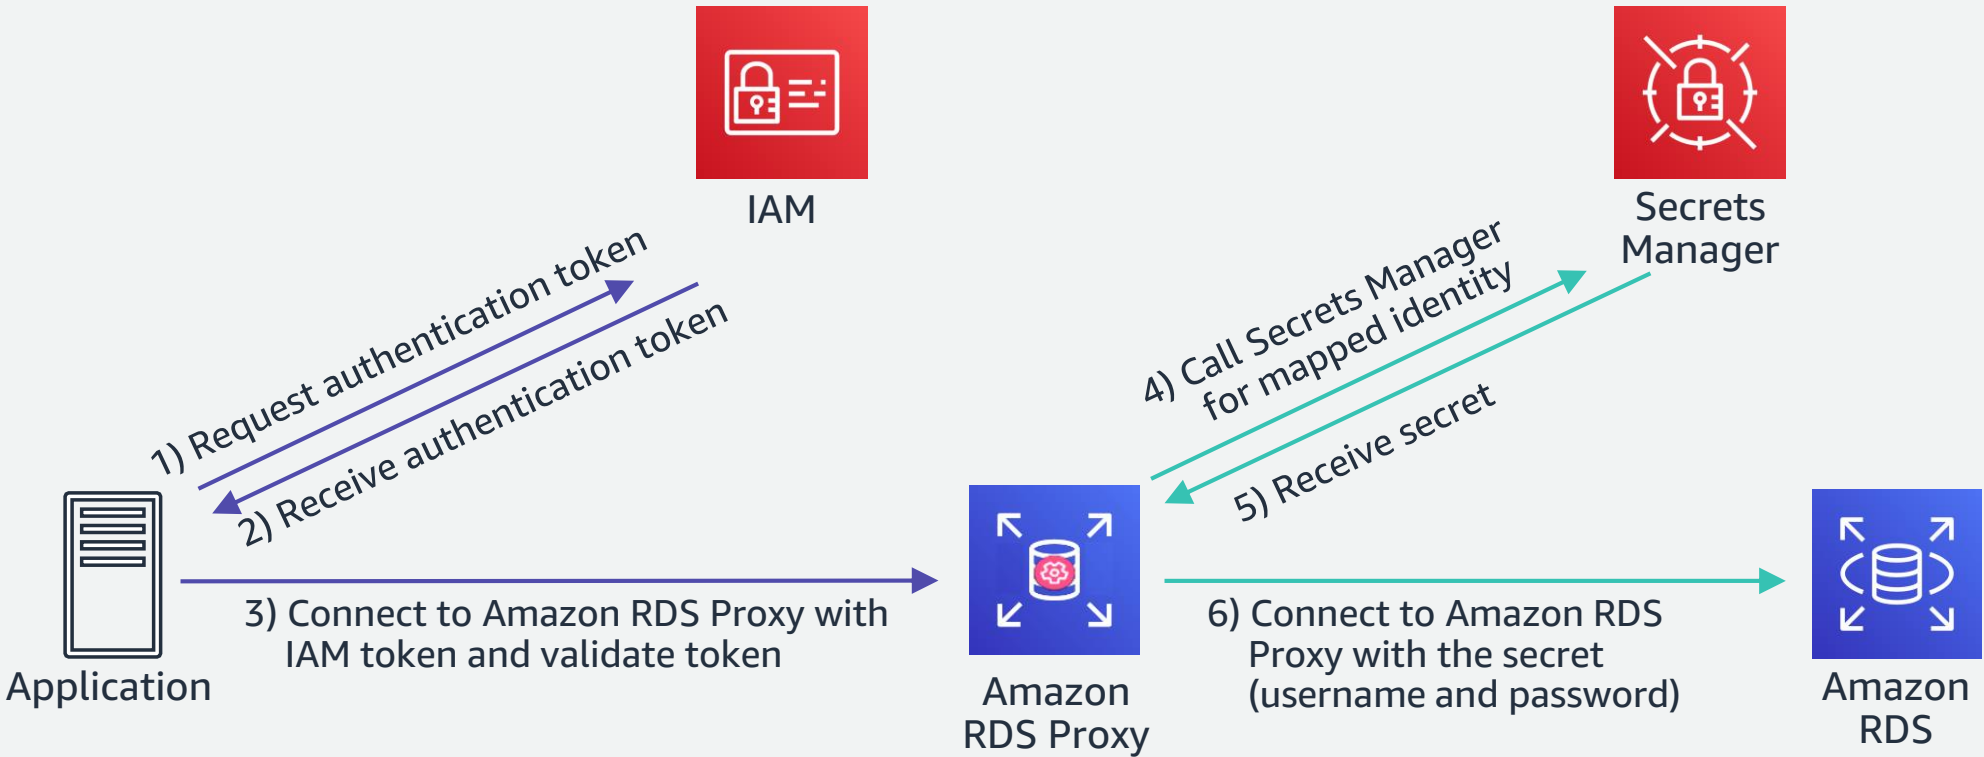 IAM
Secrets
Manager
1) Request authentication token
2) Receive authentication token
4) Call Secrets Manager
for mapped identity
5) Receive secret
3) Connect to Amazon RDS Proxy with
IAM token and validate token
6) Connect to Amazon RDS
Proxy with the secret
(username and password)
Application
Amazon
RDS Proxy
Amazon
RDS